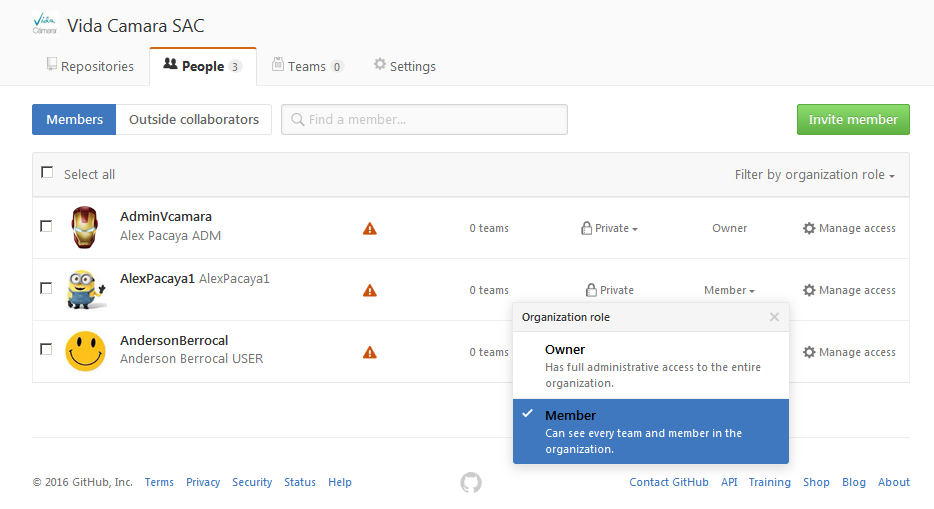 Vida
Cámara
Vida Camara SAC
Repositories
People 3
Teams 0
Settings
Members
Outside collaborators
Find a member...
Invite member
Select all
Filter by organization role
AdminVcamara
Alex Pacaya ADM
0 teams
Private
Owner
Manage access
AlexPacaya1 AlexPacaya1
0 teams
Private
Member
Manage access
AndersonBerrocal
Anderson Berrocal USER
0 teams
Manage access
Organization role
Owner
Has full administrative access to the entire
organization.
Member
Can see every team and member in the
organization.
© 2016 GitHub, Inc. Terms Privacy Security Status Help
Contact GitHub API Training Shop Blog About